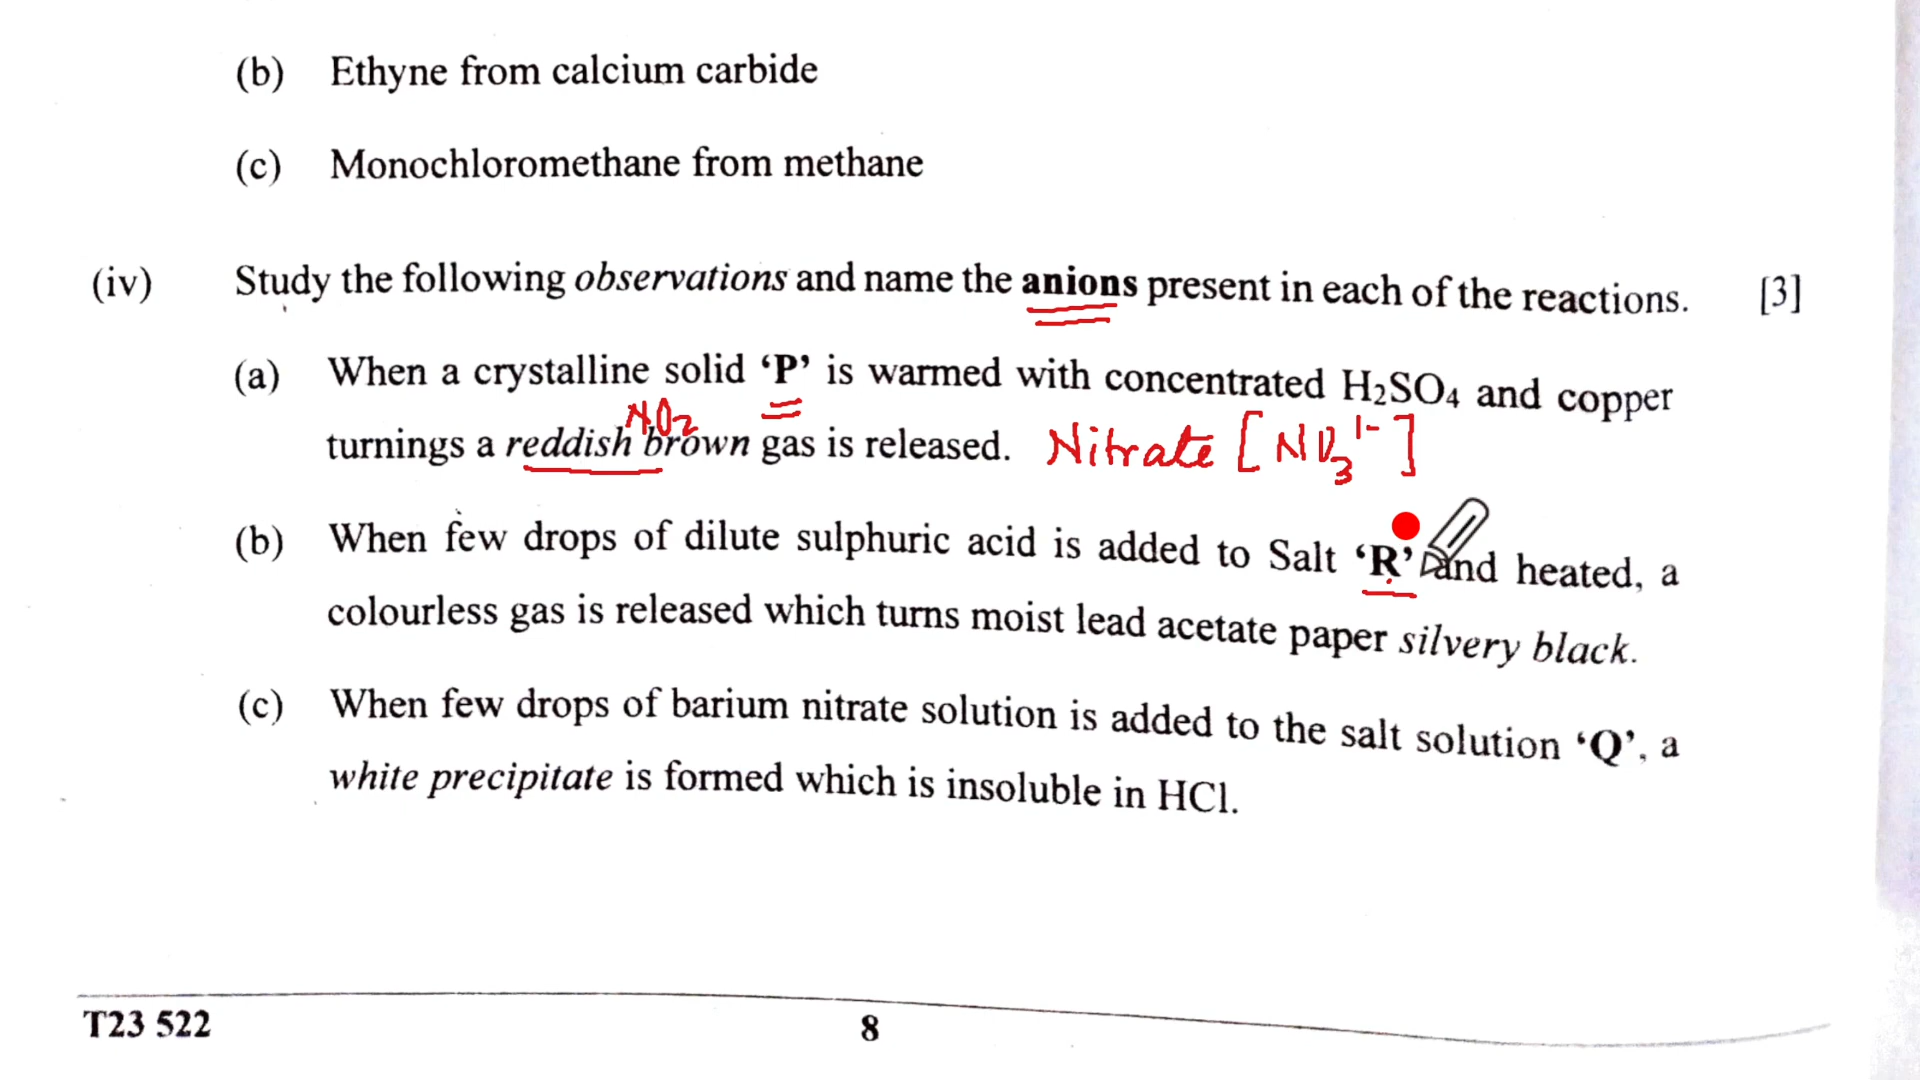 (b) Ethyne from calcium carbide
(c) Monochloromethane from methane
(iv) Study the following observations and name the anions present in each of the reactions. [3]
(a) When a crystalline solid ‘P’ is warmed with concentrated H₂SO₄ and copper
NO₂
turnings a reddish brown gas is released. Nitrate [NO₃¹⁻]
(b) When few drops of dilute sulphuric acid is added to Salt ‘R’ and heated, a
colourless gas is released which turns moist lead acetate paper silvery black.
(c) When few drops of barium nitrate solution is added to the salt solution ‘Q’, a
white precipitate is formed which is insoluble in HCl.
T23 522 8